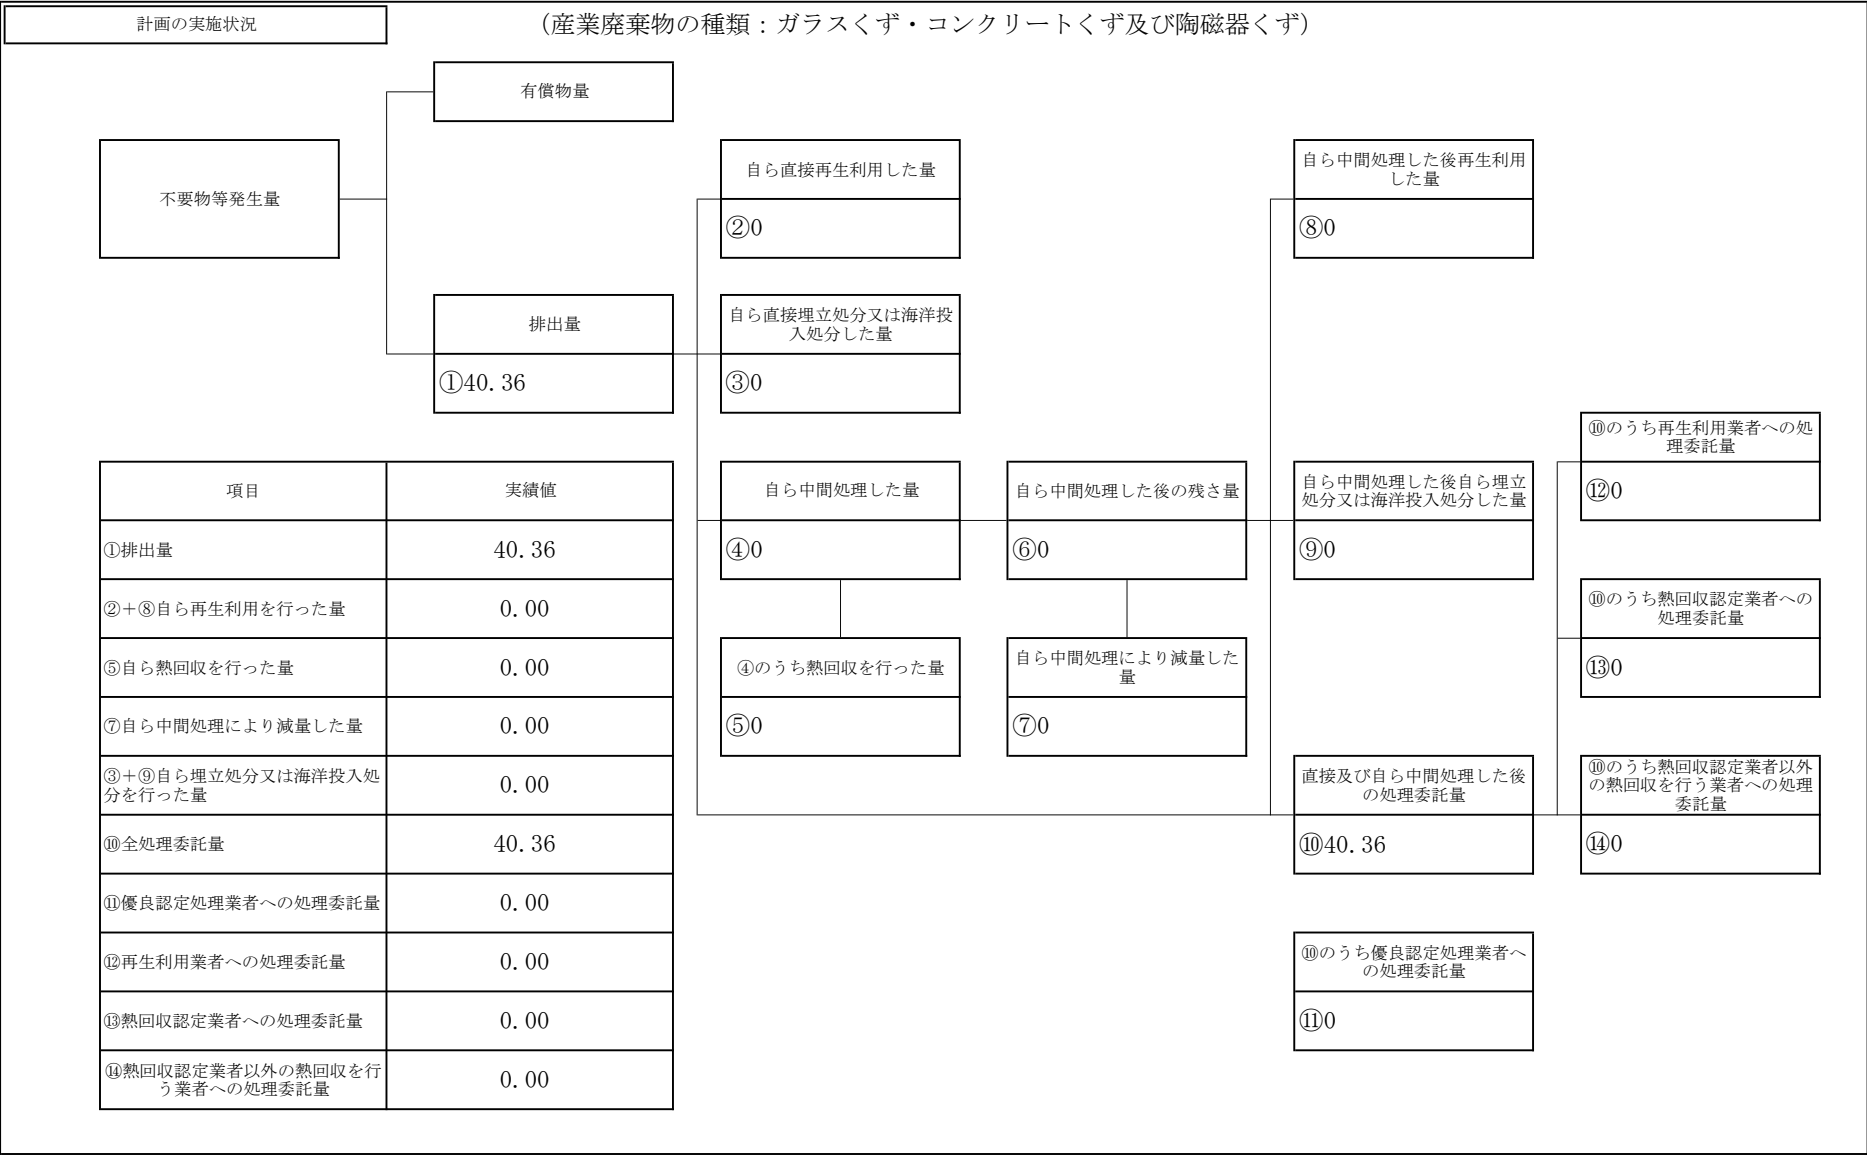 計画の実施状況
（産業廃棄物の種類：ガラスくず・コンクリートくず及び陶磁器くず）
有償物量
不要物等発生量
自ら直接再生利用した量
②0
自ら中間処理した後再生利用
した量
⑧0
排出量
①40.36
自ら直接埋立処分又は海洋投
入処分した量
③0
項目
実績値
①排出量
40.36
②＋⑧自ら再生利用を行った量
0.00
⑤自ら熱回収を行った量
0.00
⑦自ら中間処理により減量した量
0.00
③＋⑨自ら埋立処分又は海洋投入処
分を行った量
0.00
⑩全処理委託量
40.36
⑪優良認定処理業者への処理委託量
0.00
⑫再生利用業者への処理委託量
0.00
⑬熱回収認定業者への処理委託量
0.00
⑭熱回収認定業者以外の熱回収を行
う業者への処理委託量
0.00
自ら中間処理した量
④0
④のうち熱回収を行った量
⑤0
自ら中間処理した後の残さ量
⑥0
自ら中間処理により減量した
量
⑦0
自ら中間処理した後自ら埋立
処分又は海洋投入処分した量
⑨0
直接及び自ら中間処理した後
の処理委託量
⑩40.36
⑩のうち優良認定処理業者へ
の処理委託量
⑪0
⑩のうち再生利用業者への処
理委託量
⑫0
⑩のうち熱回収認定業者への
処理委託量
⑬0
⑩のうち熱回収認定業者以外
の熱回収を行う業者への処理
委託量
⑭0